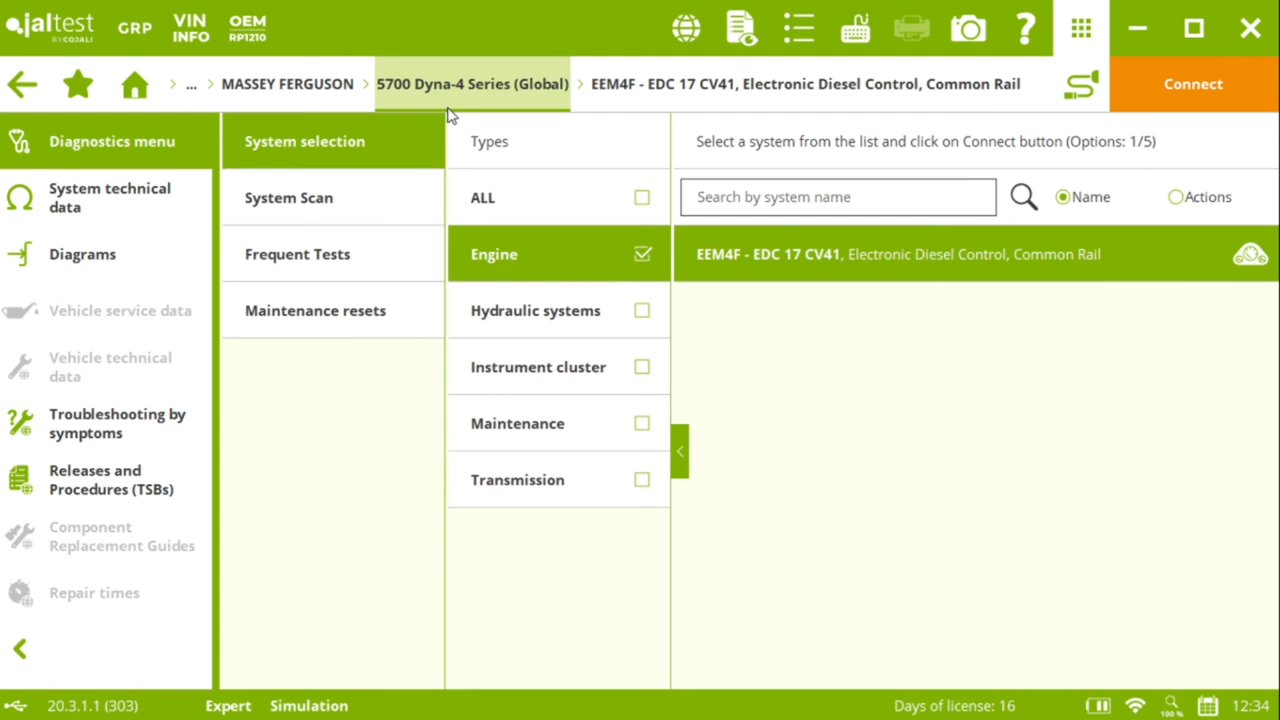 jaltest
BY COJALI
GRP
VIN
INFO
OEM
RP1210
?
...
MASSEY FERGUSON
5700 Dyna-4 Series (Global)
EEM4F - EDC 17 CV41, Electronic Diesel Control, Common Rail
Connect
Diagnostics menu
System technical
data
Diagrams
Vehicle service data
Vehicle technical
data
Troubleshooting by
symptoms
Releases and
Procedures (TSBs)
Component
Replacement Guides
Repair times
System selection
System Scan
Frequent Tests
Maintenance resets
Types
ALL
Engine
Hydraulic systems
Instrument cluster
Maintenance
Transmission
Select a system from the list and click on Connect button (Options: 1/5)
Search by system name
Name
Actions
EEM4F - EDC 17 CV41, Electronic Diesel Control, Common Rail
20.3.1.1 (303)
Expert
Simulation
Days of license: 16
100 %
12:34